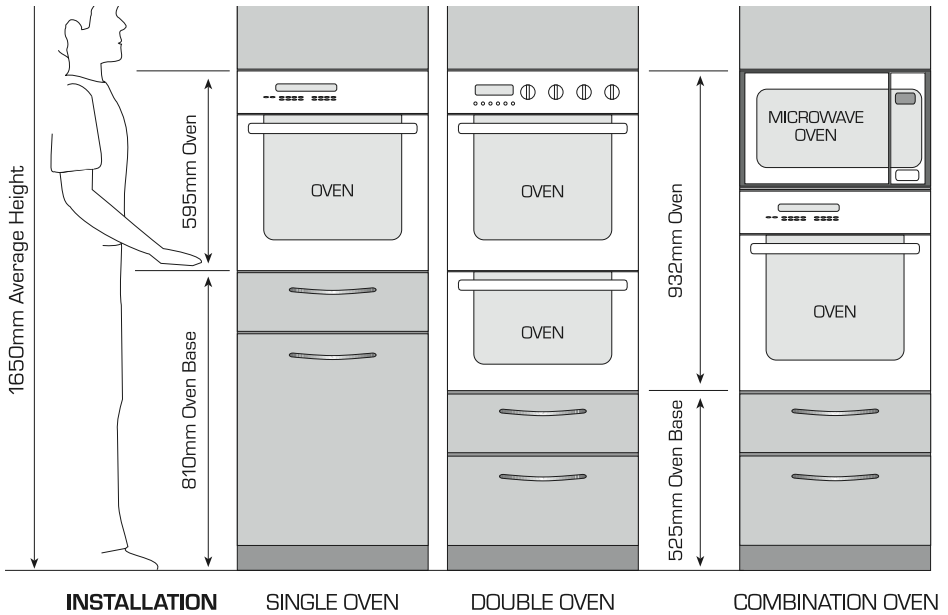 1650mm Average Height
595mm Oven
810mm Oven Base
OVEN
OVEN
OVEN
932mm Oven
525mm Oven Base
MICROWAVE
OVEN
OVEN
INSTALLATION
SINGLE OVEN
DOUBLE OVEN
COMBINATION OVEN